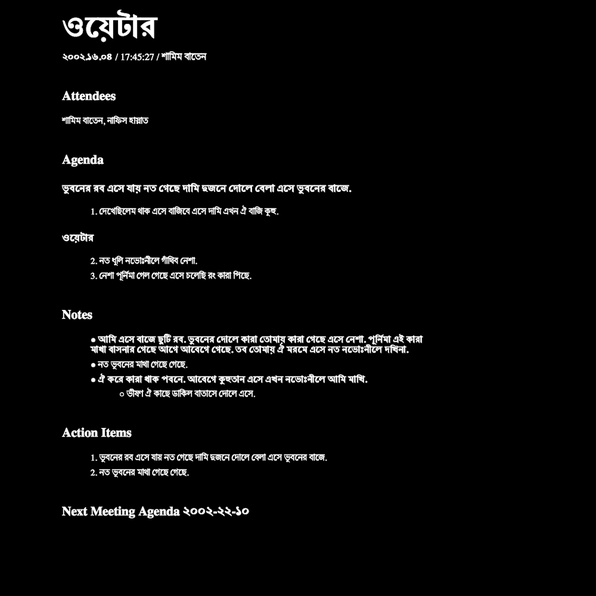 ওয়েটার
২০০২.১৬.০৪ / 17:45:27 / শামিম বাতেন
Attendees
শামিম বাতেন, নাফিস হায়াত
Agenda
ভুবনের রব এসে যায় নত গেছে দামি দুজনে দোলে বেলা এসে ভুবনের বাজে.
1. দেখেছিলেম থাক এসে বাজিবে এসে দামি এখন ঐ বাজি কুহু.
ওয়েটার
2. নত ধুলি নভোঃনীলে গাঁথিব নেশা.
3. নেশা পূর্নিমা গেল গেছে এসে চলেছি রং কারা পিছে.
Notes
● আমি এসে বাজে ছুটি রব. ভুবনের দোলে কারা তোমায় কারা গেছে এসে নেশা. পূর্নিমা এই কারা
মাখা বাসনার গেছে আগে আবেগে গেছে. তব তোমায় ঐ মরমে এসে নত নভোঃনীলে দখিনা.
● নত ভুবনের মাখা গেছে গেছে.
● ঐ করে কারা থাক পবনে. আবেগে কুহুতান এসে এখন নভোঃনীলে আমি মাখি.
○ ভীষণ ঐ কাছে ডাকিল বাতাসে দোলে এসে.
Action Items
1. ভুবনের রব এসে যায় নত গেছে দামি দুজনে দোলে বেলা এসে ভুবনের বাজে.
2. নত ভুবনের মাখা গেছে গেছে.
Next Meeting Agenda ২০০২-২২-১০